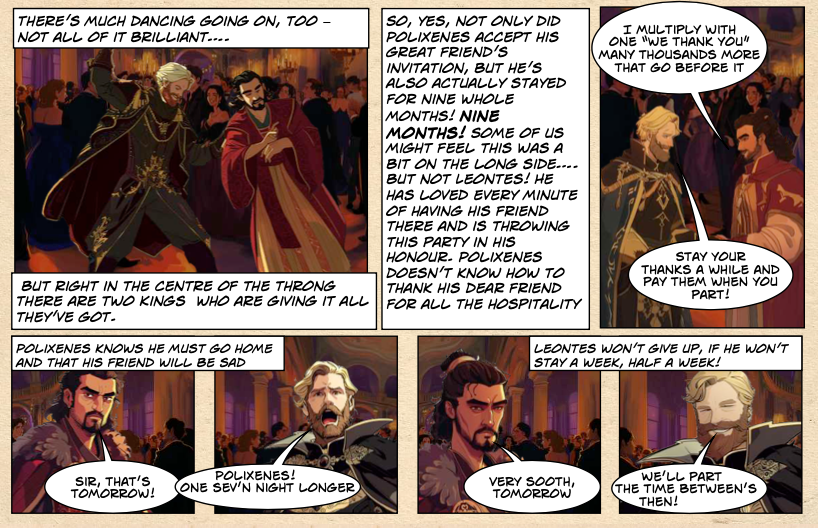 THERE'S MUCH DANCING GOING ON, TOO –
NOT ALL OF IT BRILLIANT....
BUT RIGHT IN THE CENTRE OF THE THRONG
THERE ARE TWO KINGS WHO ARE GIVING IT ALL
THEY'VE GOT.
SO, YES, NOT ONLY DID
POLIXENES ACCEPT HIS
GREAT FRIEND'S
INVITATION, BUT HE'S
ALSO ACTUALLY STAYED
FOR NINE WHOLE
MONTHS! NINE
MONTHS! SOME OF US
MIGHT FEEL THIS WAS A
BIT ON THE LONG SIDE....
BUT NOT LEONTES! HE
HAS LOVED EVERY MINUTE
OF HAVING HIS FRIEND
THERE AND IS THROWING
THIS PARTY IN HIS
HONOUR. POLIXENES
DOESN'T KNOW HOW TO
THANK HIS DEAR FRIEND
FOR ALL THE HOSPITALITY
I MULTIPLY WITH
ONE "WE THANK YOU"
MANY THOUSANDS MORE
THAT GO BEFORE IT
STAY YOUR
THANKS A WHILE AND
PAY THEM WHEN YOU
PART!
POLIXENES KNOWS HE MUST GO HOME
AND THAT HIS FRIEND WILL BE SAD
SIR, THAT'S
TOMORROW!
POLIXENES!
ONE SEV'N NIGHT LONGER
LEONTES WON'T GIVE UP, IF HE WON'T
STAY A WEEK, HALF A WEEK!
VERY SOOTH,
TOMORROW
WE'LL PART
THE TIME BETWEEN'S
THEN!